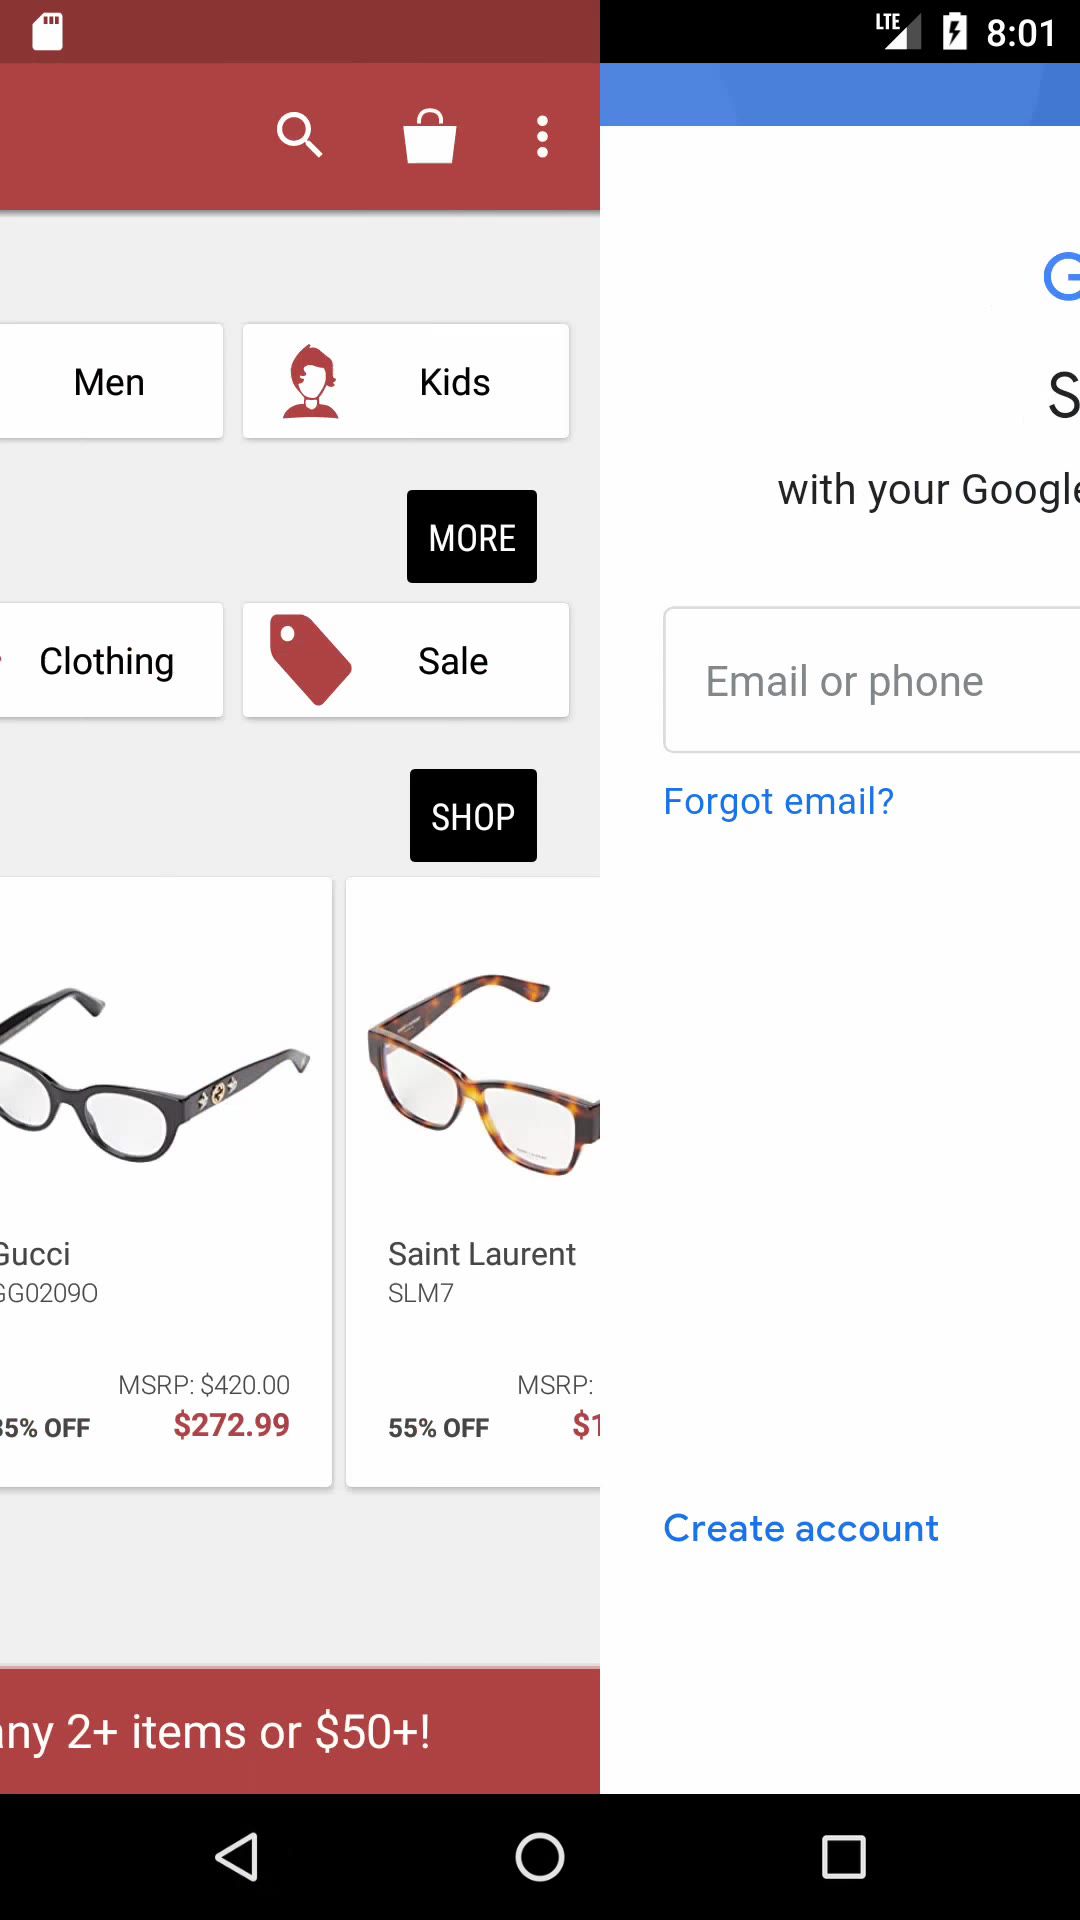 LTE 8:01
Men
Kids
MORE
Clothing
Sale
SHOP
Gucci
GG0209O
MSRP: $420.00
35% OFF
$272.99
Saint Laurent
SLM7
MSRP:
55% OFF
$1
any 2+ items or $50+!
G
S
with your Google
Email or phone
Forgot email?
Create account